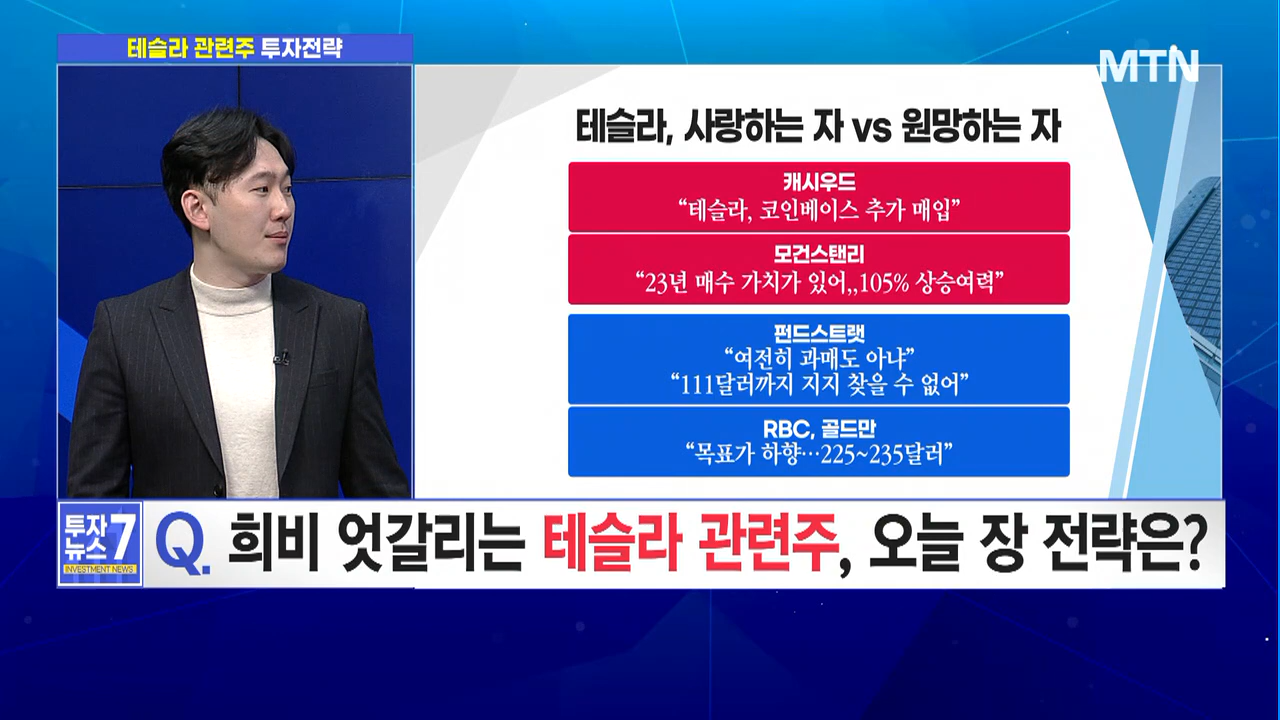 테슬라 관련주 투자전략
MTN
테슬라, 사랑하는 자 vs 원망하는 자
캐시우드
“테슬라, 코인베이스 추가 매입”
모건스탠리
“23년 매수 가치가 있어,,105% 상승여력”
펀드스트랫
“여전히 과매도 아냐”
“111달러까지 지지 찾을 수 없어”
RBC, 골드만
“목표가 하향…225~235달러”
투자
뉴스 7
INVESTMENT NEWS
Q. 희비 엇갈리는 테슬라 관련주, 오늘 장 전략은?